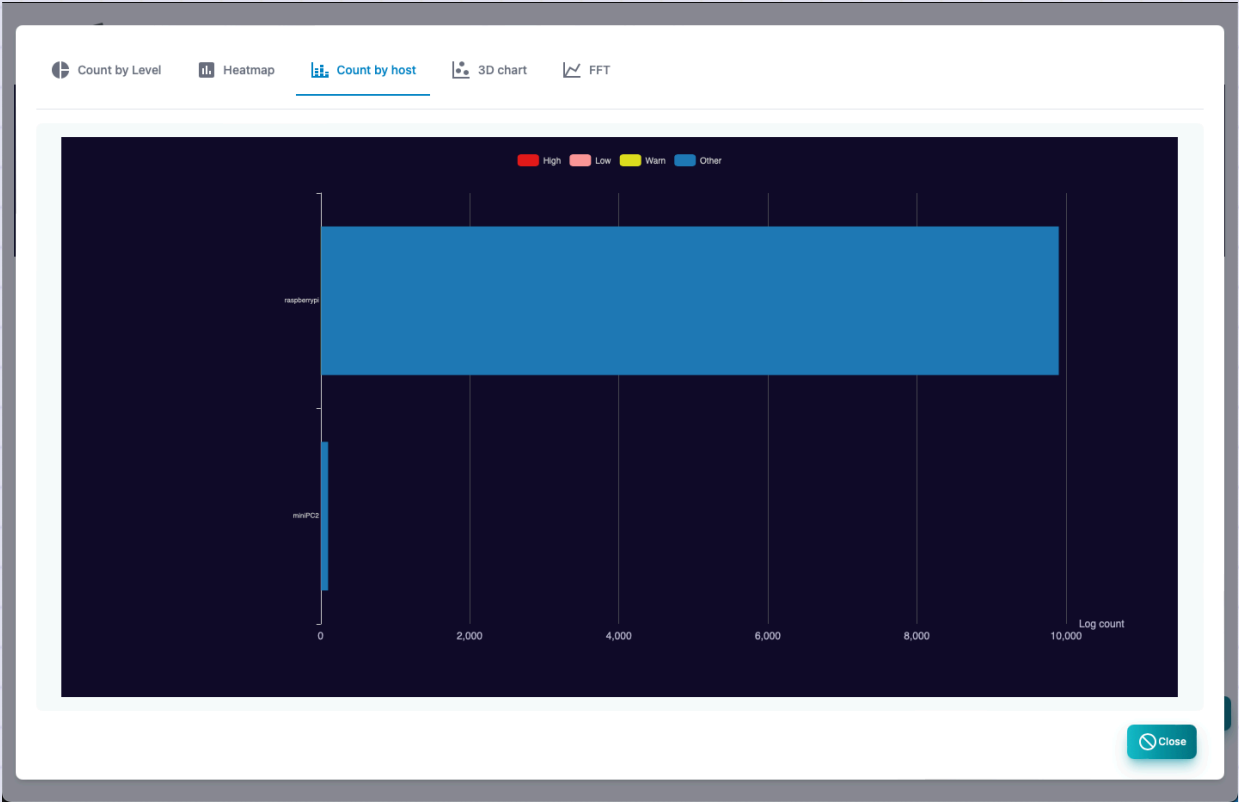 Count by Level Heatmap Count by host 3D chart FFT
High Low Warn Other
raspberrypi
miniPC2
Log count
0 2,000 4,000 6,000 8,000 10,000
Close